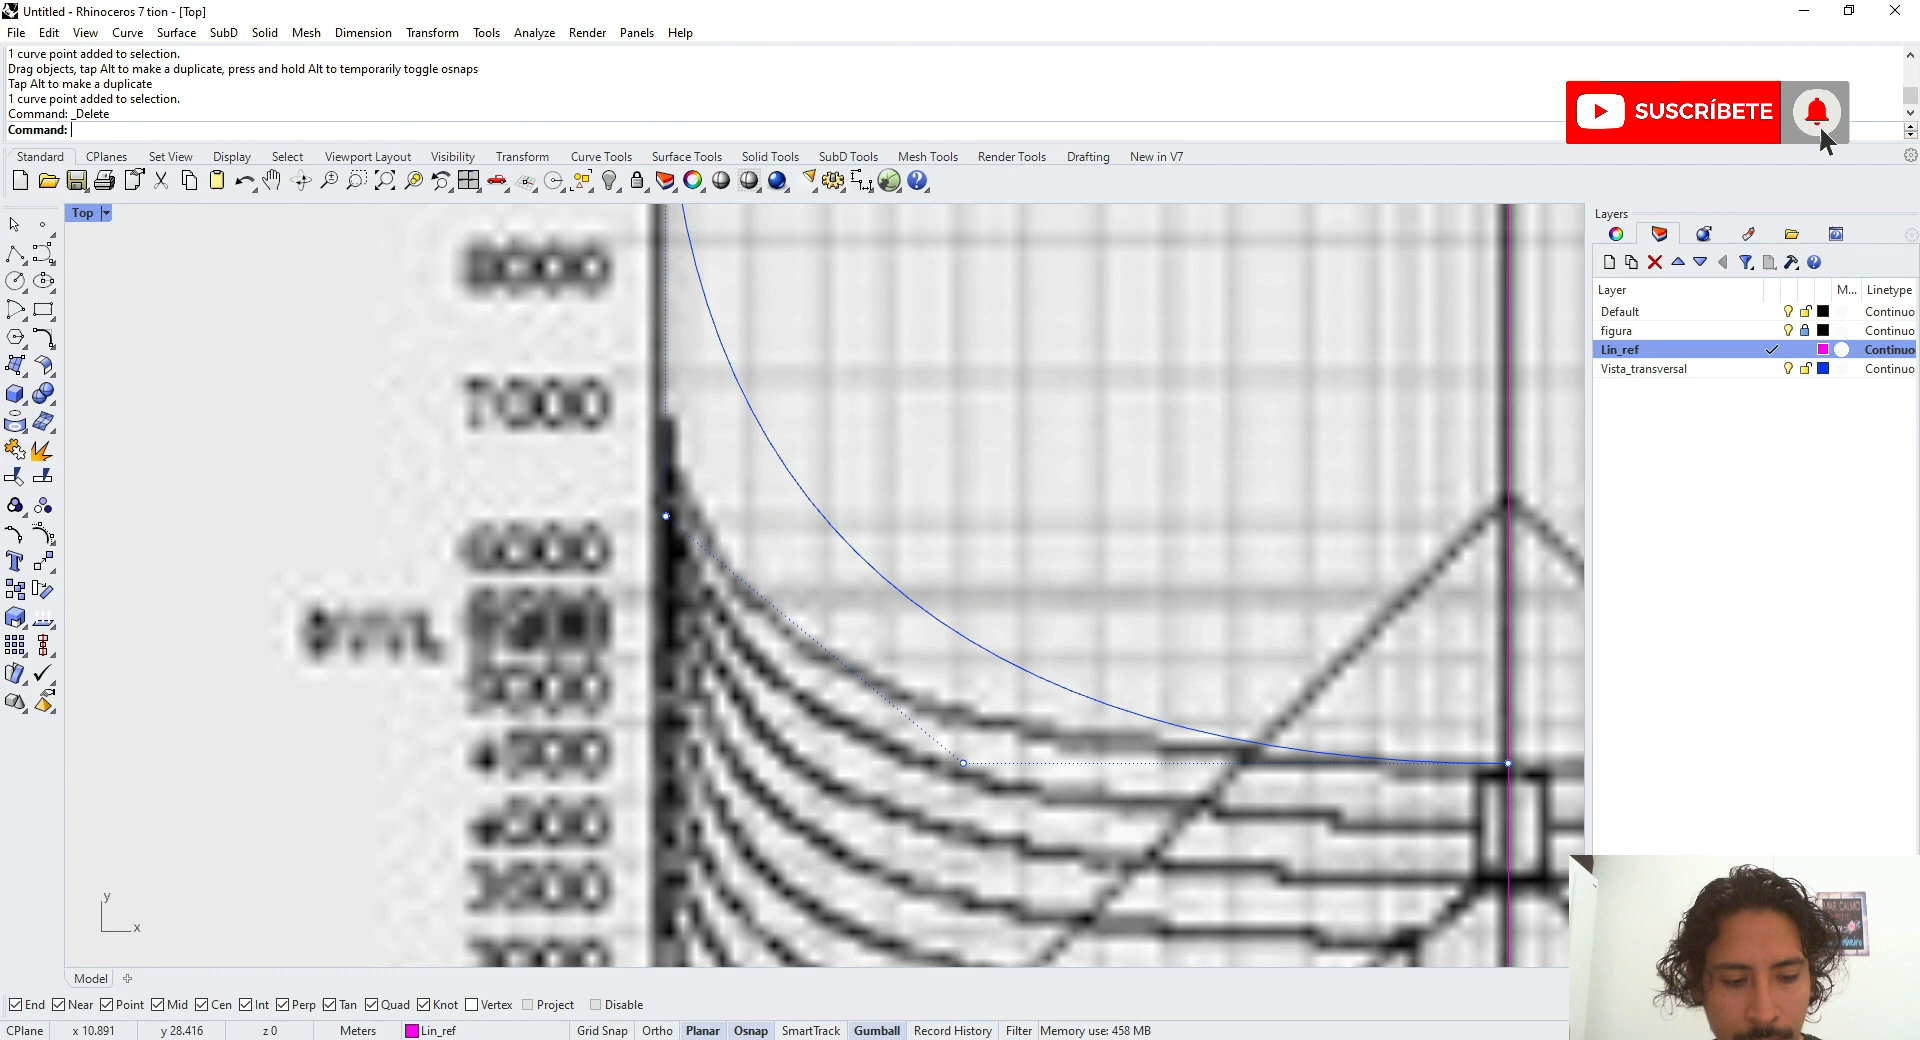 Untitled - Rhinoceros 7 tion - [Top]
File Edit View Curve Surface SubD Solid Mesh Dimension Transform Tools Analyze Render Panels Help
1 curve point added to selection.
Drag objects, tap Alt to make a duplicate, press and hold Alt to temporarily toggle osnaps
Tap Alt to make a duplicate
1 curve point added to selection.
Command: _Delete
Command:
SUSCRÍBETE
Standard CPlanes Set View Display Select Viewport Layout Visibility Transform Curve Tools Surface Tools Solid Tools SubD Tools Mesh Tools Render Tools Drafting New in V7
Top
Layers
Layer M... Linetype
Default Continuo
figura Continuo
Lin_ref Continuo
Vista_transversal Continuo
8000
7000
6000
y
x
Model
End Near Point Mid Cen Int Perp Tan Quad Knot Vertex Project Disable
CPlane x 10.891 y 28.416 z 0 Meters Lin_ref Grid Snap Ortho Planar Osnap SmartTrack Gumball Record History Filter Memory use: 458 MB